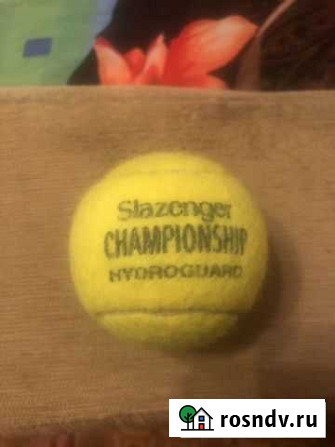 Slazenger
CHAMPIONSHIP
HYDROGUARD
rosndv.ru